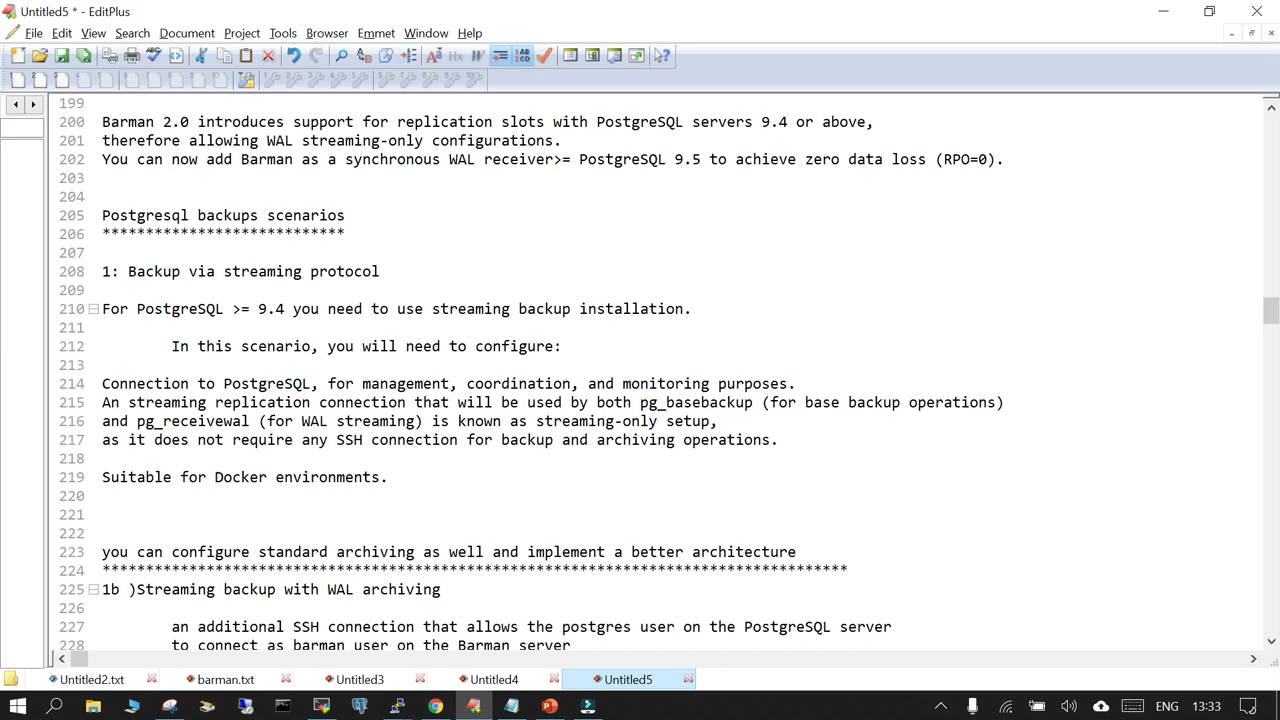 Untitled5 * - EditPlus
File Edit View Search Document Project Tools Browser Emmet Window Help
199
200 Barman 2.0 introduces support for replication slots with PostgreSQL servers 9.4 or above,
201 therefore allowing WAL streaming-only configurations.
202 You can now add Barman as a synchronous WAL receiver>= PostgreSQL 9.5 to achieve zero data loss (RPO=0).
203
204
205 Postgresql backups scenarios
206 ****************************
207
208 1: Backup via streaming protocol
209
210 For PostgreSQL >= 9.4 you need to use streaming backup installation.
211
212 In this scenario, you will need to configure:
213
214 Connection to PostgreSQL, for management, coordination, and monitoring purposes.
215 An streaming replication connection that will be used by both pg_basebackup (for base backup operations)
216 and pg_receivewal (for WAL streaming) is known as streaming-only setup,
217 as it does not require any SSH connection for backup and archiving operations.
218
219 Suitable for Docker environments.
220
221
222
223 you can configure standard archiving as well and implement a better architecture
224 **************************************************************************************
225 1b )Streaming backup with WAL archiving
226
227 an additional SSH connection that allows the postgres user on the PostgreSQL server
228 to connect as barman user on the Barman server
Untitled2.txt barman.txt Untitled3 Untitled4 Untitled5
ENG 13:33